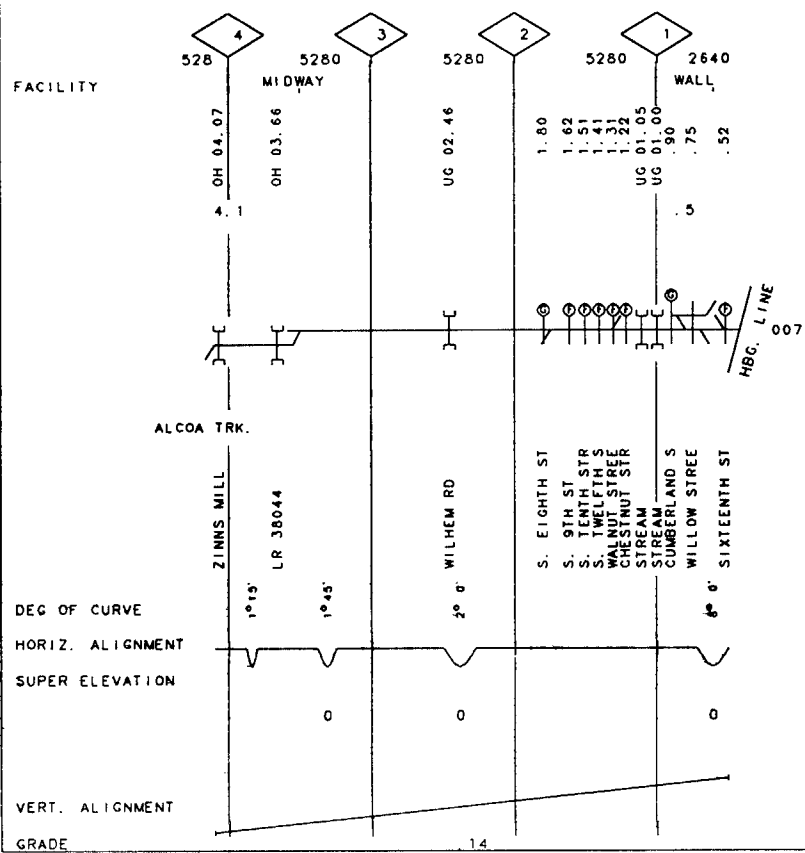 4 3 2 1
528 5280 5280 5280 2640
FACILITY MIDWAY WALL
OH 04.07
OH 03.66
UG 02.46
1.80
1.62
1.51
1.41
1.31
1.22
UG 01.05
UG 01.00
.90
.75
.52
4.1 .5
G F F F F F G F
HBG. LINE
007
ALCOA TRK.
ZINNS MILL
LR 38044
WILHEM RD
S. EIGHTH ST
S. 9TH ST
S. TENTH STR
S. TWELFTH S
WALNUT STREE
CHESTNUT STR
STREAM
STREAM
CUMBERLAND S
WILLOW STREE
SIXTEENTH ST
DEG OF CURVE 1° 15' 1° 45' 2° 0' 8° 0'
HORIZ. ALIGNMENT
SUPER ELEVATION
0 0 0
VERT. ALIGNMENT
GRADE .14